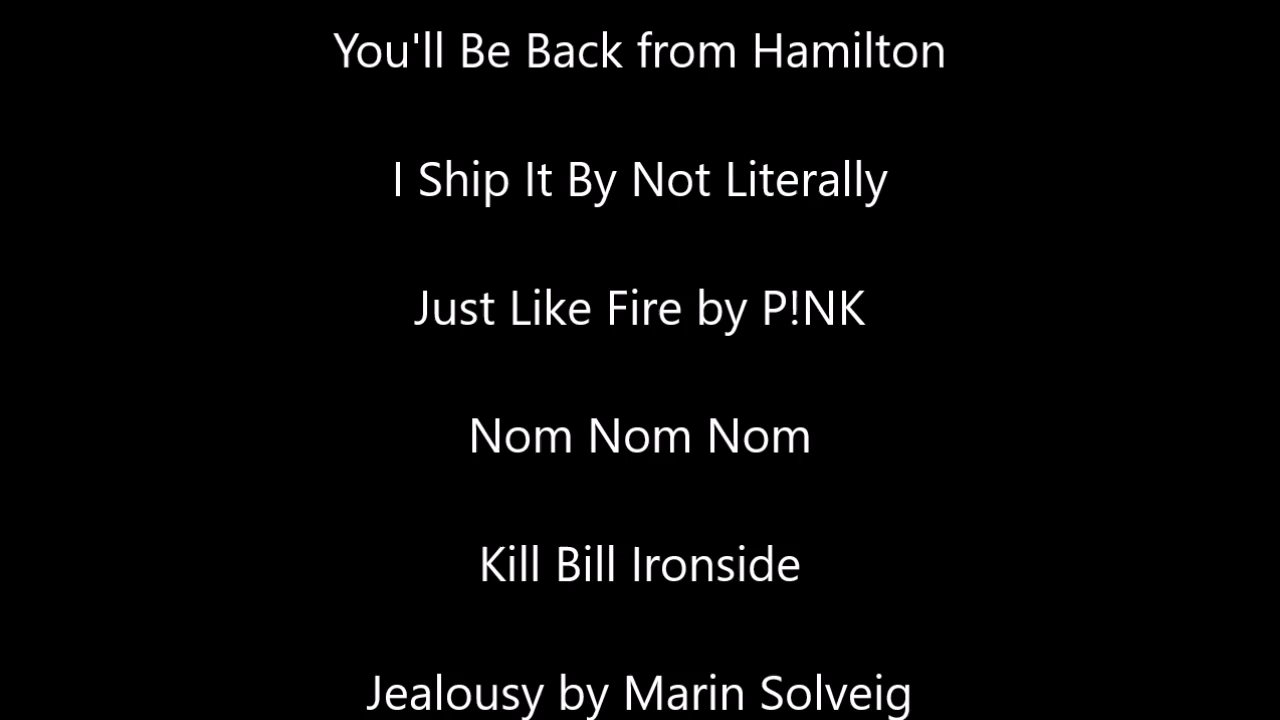 You'll Be Back from Hamilton
I Ship It By Not Literally
Just Like Fire by P!NK
Nom Nom Nom
Kill Bill Ironside
Jealousy by Marin Solveig